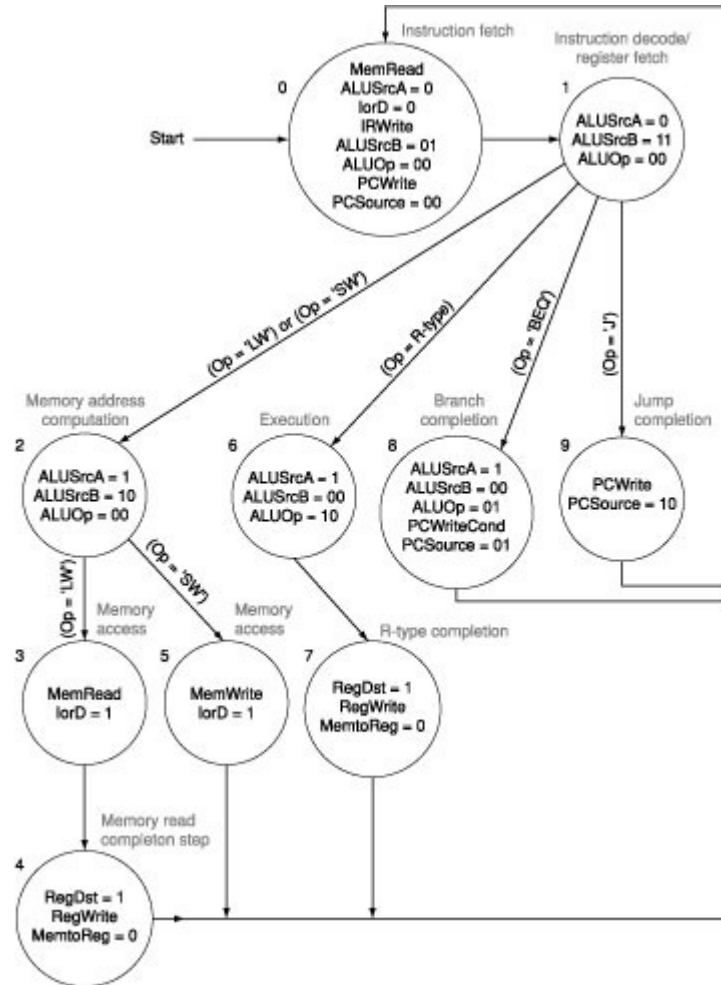 Instruction fetch
Instruction decode/
register fetch
0
MemRead
ALUSrcA = 0
IorD = 0
IRWrite
ALUSrcB = 01
ALUOp = 00
PCWrite
PCSource = 00
Start
1
ALUSrcA = 0
ALUSrcB = 11
ALUOp = 00
(Op = 'LW') or (Op = 'SW')
(Op = R-type)
(Op = 'BEQ')
(Op = 'J')
Memory address
computation
2
ALUSrcA = 1
ALUSrcB = 10
ALUOp = 00
Execution
6
ALUSrcA = 1
ALUSrcB = 00
ALUOp = 10
Branch
completion
8
ALUSrcA = 1
ALUSrcB = 00
ALUOp = 01
PCWriteCond
PCSource = 01
Jump
completion
9
PCWrite
PCSource = 10
(Op = 'LW')
(Op = 'SW')
Memory
access
3
MemRead
IorD = 1
Memory
access
5
MemWrite
IorD = 1
R-type completion
7
RegDst = 1
RegWrite
MemtoReg = 0
Memory read
completon step
4
RegDst = 1
RegWrite
MemtoReg = 0